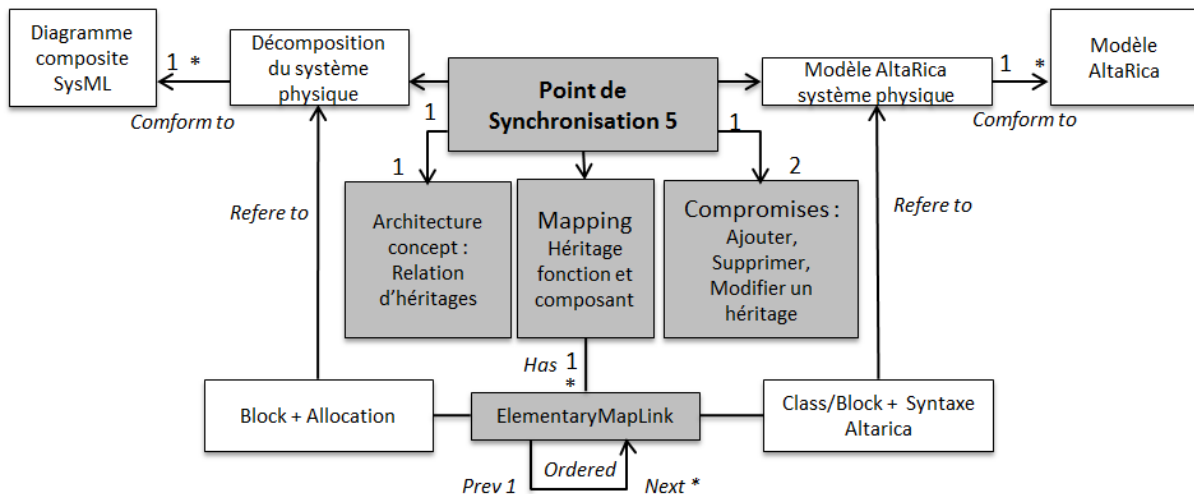 Diagramme
composite
SysML
1 *
Comform to
Décomposition
du système
physique
Point de
Synchronisation 5
Modèle AltaRica
système physique
1 *
Comform to
Modèle
AltaRica
1
1
1
2
Refere to
Architecture
concept :
Relation
d’héritages
Mapping
Héritage
fonction et
composant
Compromises :
Ajouter,
Supprimer,
Modifier un
héritage
Refere to
Has 1
*
Block + Allocation
ElementaryMapLink
Class/Block + Syntaxe
Altarica
Ordered
Prev 1
Next *